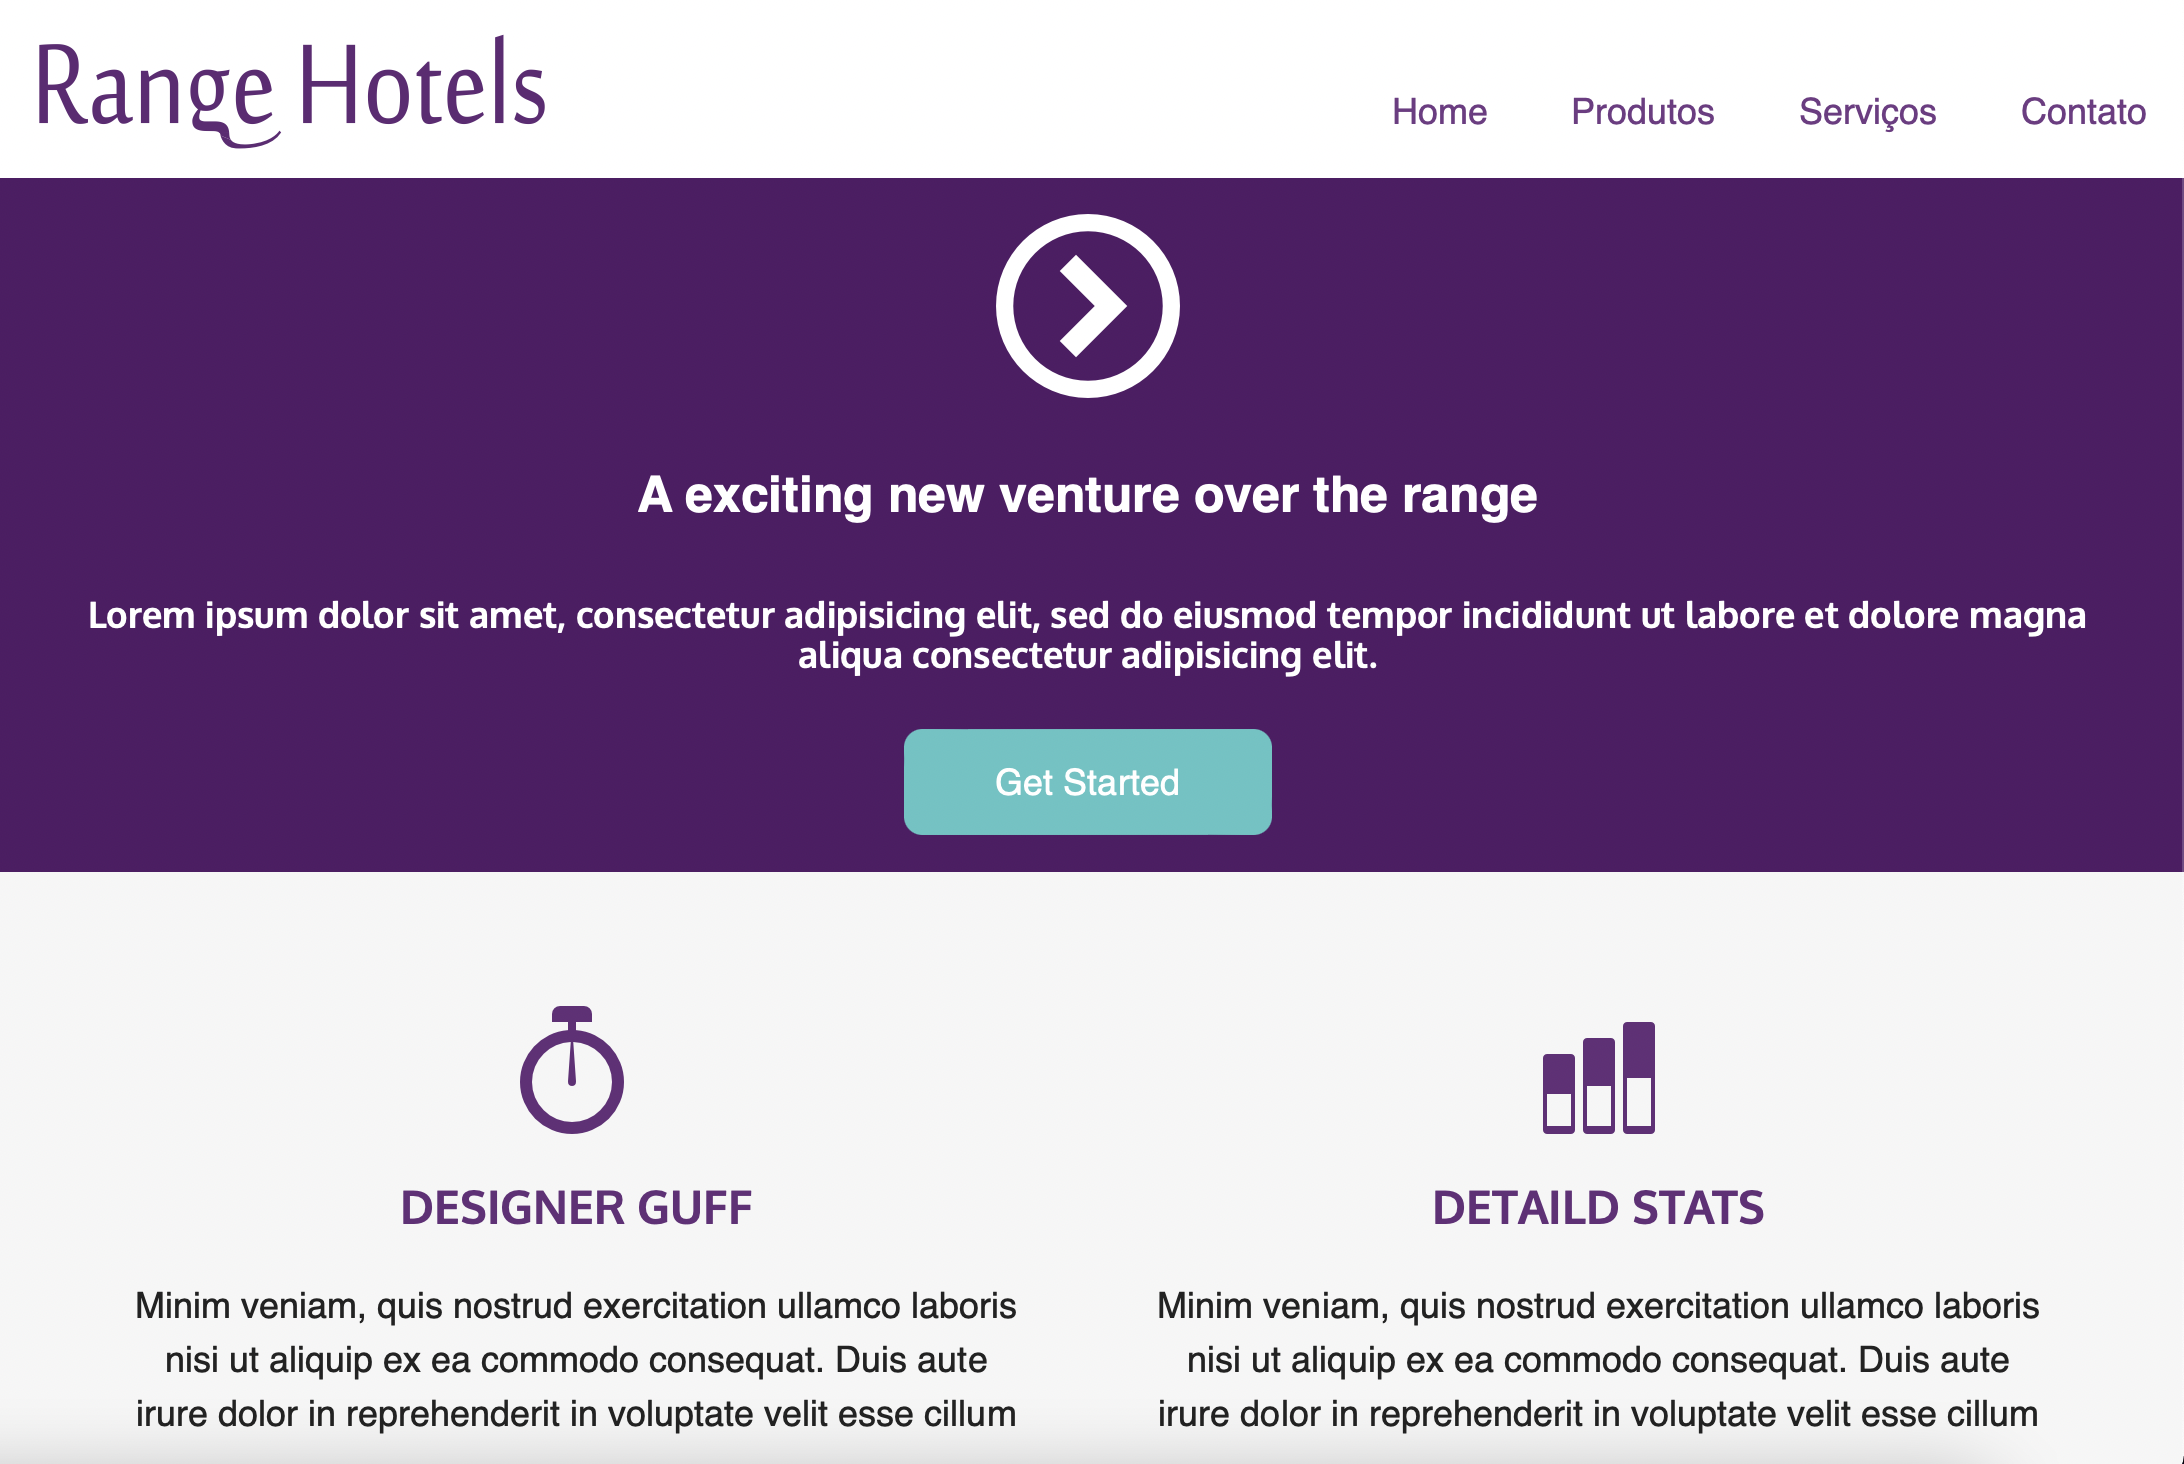 Range Hotels
Home Produtos Serviços Contato
A exciting new venture over the range
Lorem ipsum dolor sit amet, consectetur adipisicing elit, sed do eiusmod tempor incididunt ut labore et dolore magna
aliqua consectetur adipisicing elit.
Get Started
DESIGNER GUFF
Minim veniam, quis nostrud exercitation ullamco laboris
nisi ut aliquip ex ea commodo consequat. Duis aute
irure dolor in reprehenderit in voluptate velit esse cillum
DETAILD STATS
Minim veniam, quis nostrud exercitation ullamco laboris
nisi ut aliquip ex ea commodo consequat. Duis aute
irure dolor in reprehenderit in voluptate velit esse cillum